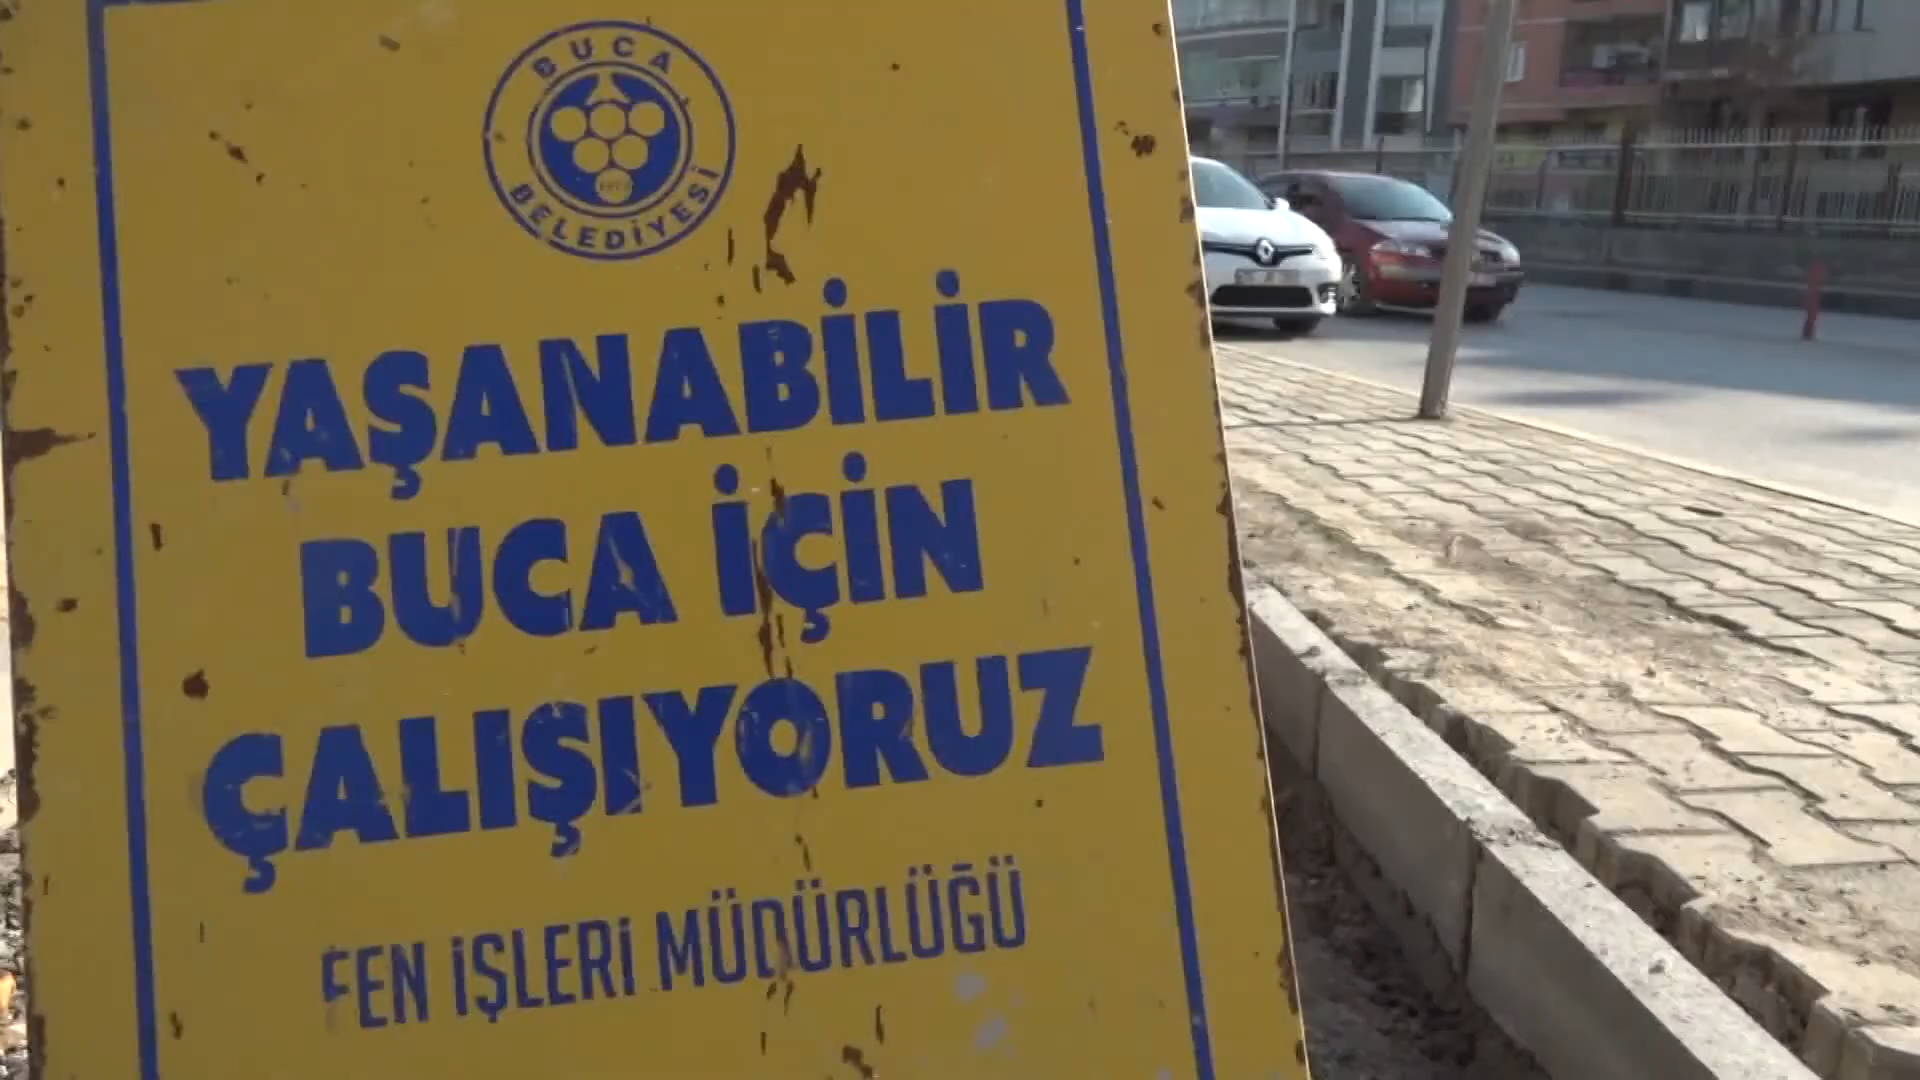 BUCA
BELEDİYESİ
YAŞANABİLİR
BUCA İÇİN
ÇALIŞIYORUZ
FEN İŞLERİ MÜDÜRLÜĞÜ